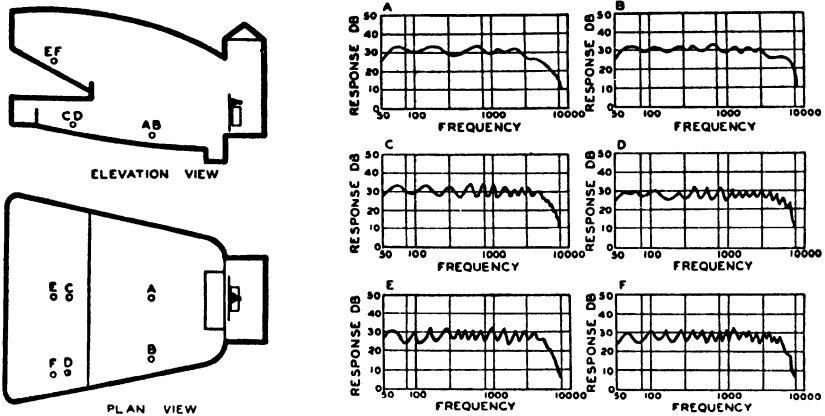 EF
CD
AB
ELEVATION VIEW
E C A
B
F D
PLAN VIEW
A
RESPONSE DB
50
40
30
20
10
0
50 100 1000 10000
FREQUENCY
B
RESPONSE DB
50
40
30
20
10
0
50 100 1000 10000
FREQUENCY
C
RESPONSE DB
50
40
30
20
10
0
50 100 1000 10000
FREQUENCY
D
RESPONSE DB
50
40
30
20
10
0
50 100 1000 10000
FREQUENCY
E
RESPONSE DB
50
40
30
20
10
0
50 100 1000 10000
FREQUENCY
F
RESPONSE DB
50
40
30
20
10
0
50 100 1000 10000
FREQUENCY